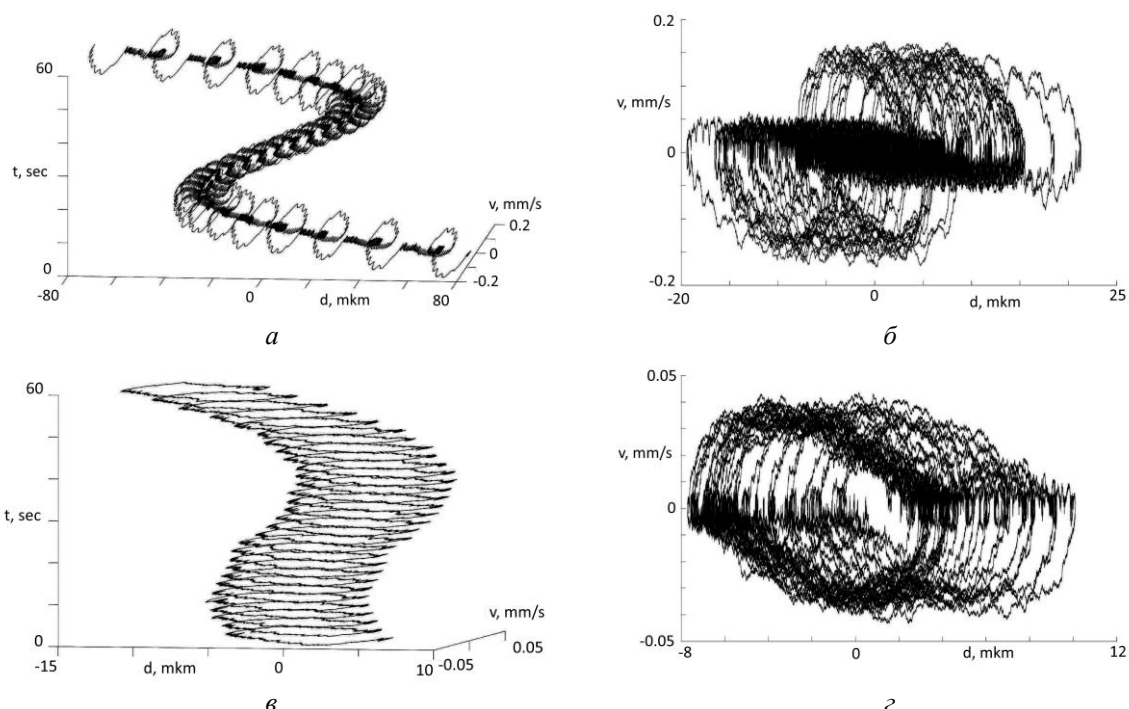 60
t, sec
v, mm/s
0.2
0
-0.2
0
-80
0
d, mkm
80
а
0.2
v, mm/s
0
-0.2
-20
0
d, mkm
25
б
60
t, sec
v, mm/s
0.05
-0.05
0
-15
d, mkm
0
10
в
0.05
v, mm/s
0
-0.05
-8
0
d, mkm
12
г